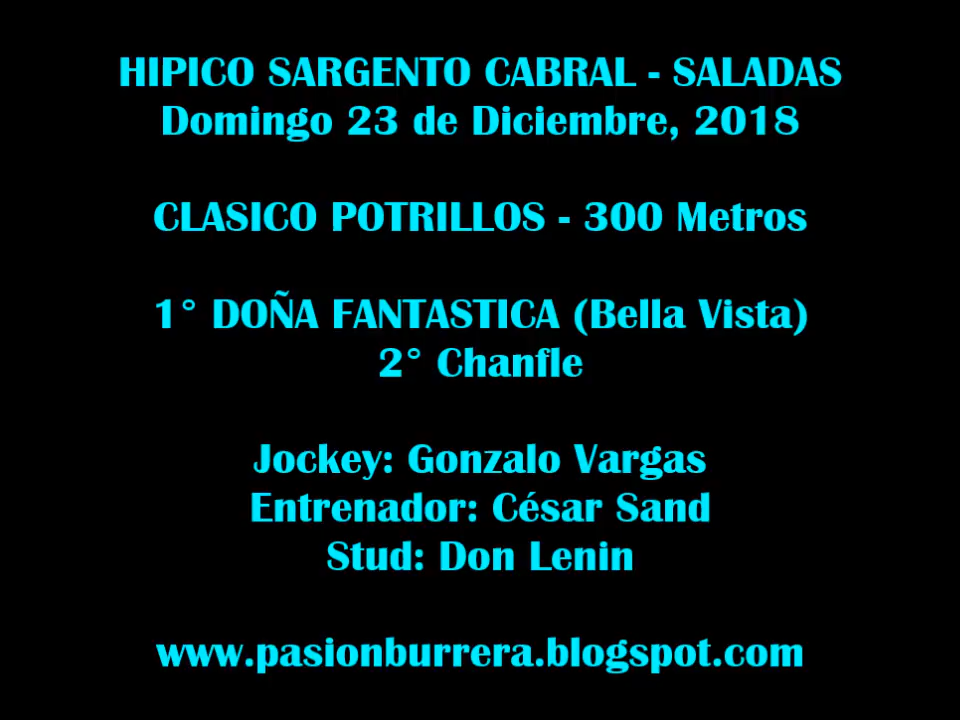 HIPICO SARGENTO CABRAL - SALADAS
Domingo 23 de Diciembre, 2018
CLASICO POTRILLOS - 300 Metros
1° DOÑA FANTASTICA (Bella Vista)
2° Chanfle
Jockey: Gonzalo Vargas
Entrenador: César Sand
Stud: Don Lenin
www.pasionburrera.blogspot.com